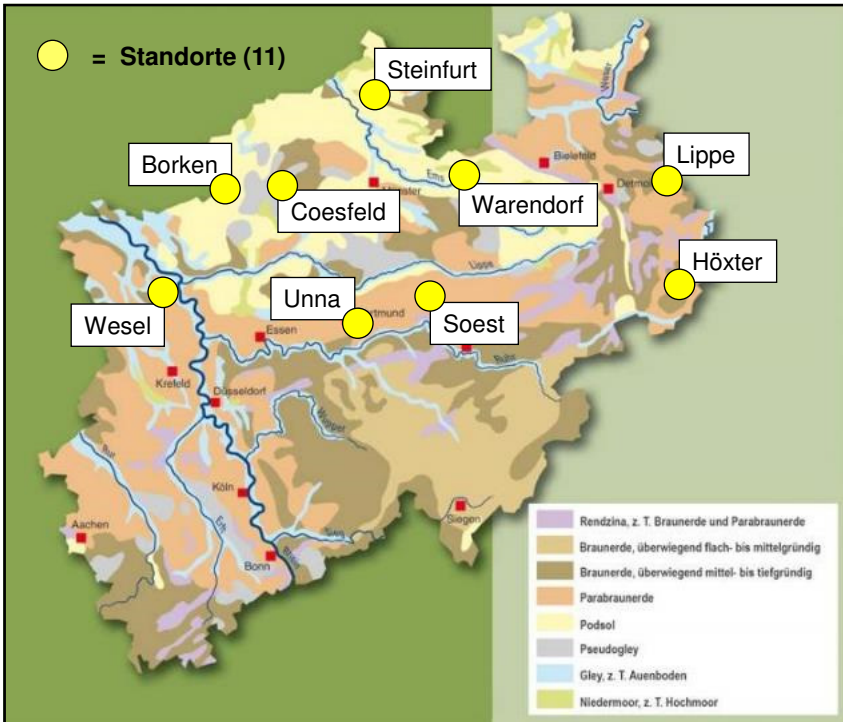 = Standorte (11)
Steinfurt
Weser
Borken
Bielefeld
Lippe
Ems
Coesfeld
Warendorf
Höxter
Lippe
Unna
Wesel
Soest
Essen
Ruhr
Krefeld
Düsseldorf
Wupper
Rur
Köln
Erft
Sieg
Siegen
Aachen
Bonn
Rhein
Rendzina, z. T. Braunerde und Parabraunerde
Braunerde, überwiegend flach- bis mittelgründig
Braunerde, überwiegend mittel- bis tiefgründig
Parabraunerde
Podsol
Pseudogley
Gley, z. T. Auenboden
Niedermoor, z. T. Hochmoor